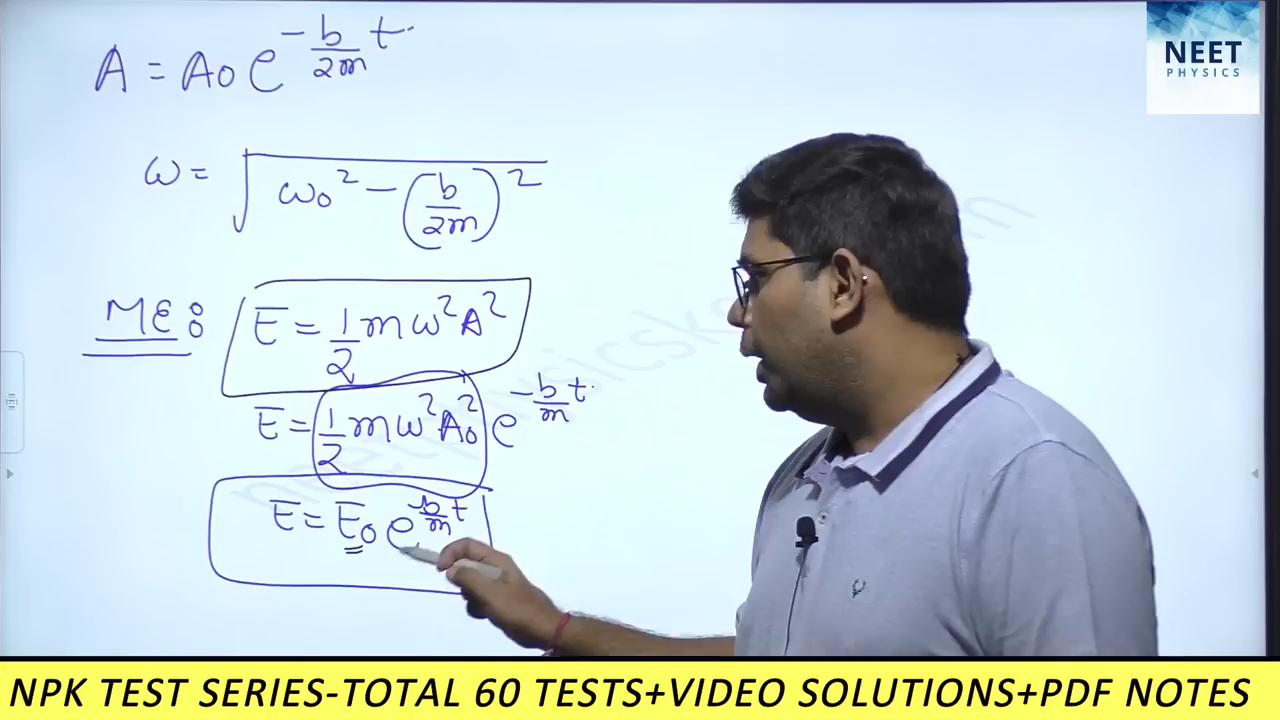 A = A₀ e^(-b/2m t)
NEET
PHYSICS
ω = √(ω₀² - (b/2m)²)
ME:
E = 1/2 mω²A²
E = 1/2 mω²A₀² e^(-b/m t)
E = E₀ e^(-b/m t)
NPK TEST SERIES-TOTAL 60 TESTS+VIDEO SOLUTIONS+PDF NOTES